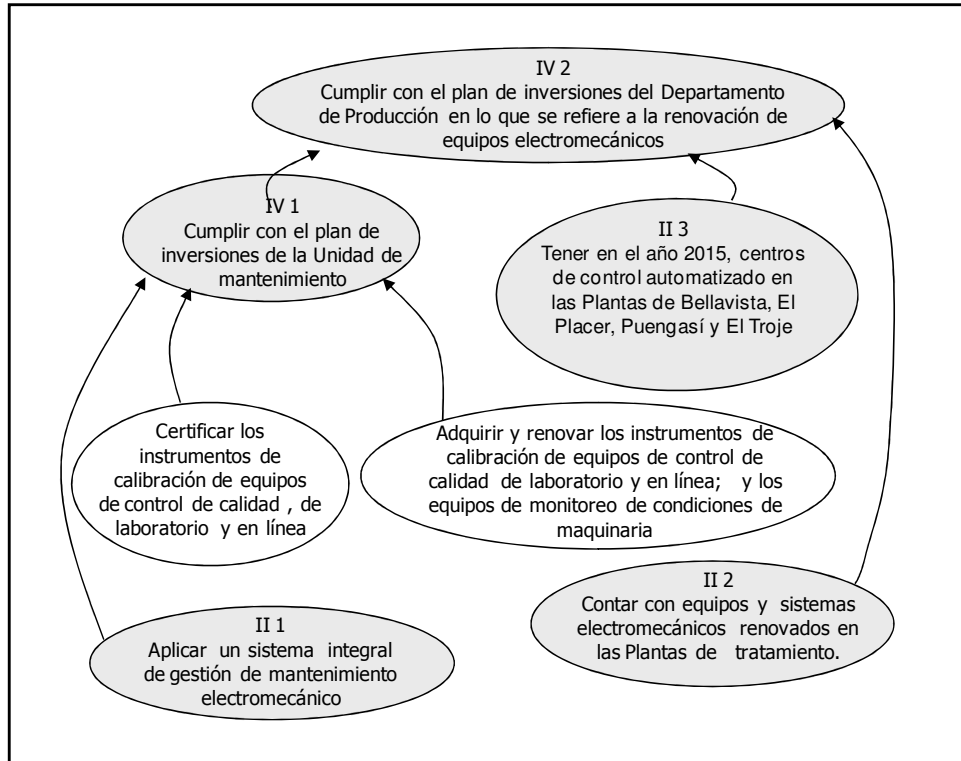 IV 2
Cumplir con el plan de inversiones del Departamento
de Producción en lo que se refiere a la renovación de
equipos electromecánicos
IV 1
Cumplir con el plan de
inversiones de la Unidad de
mantenimiento
II 3
Tener en el año 2015, centros
de control automatizado en
las Plantas de Bellavista, El
Placer, Puengasí y El Troje
Certificar los
instrumentos de
calibración de equipos
de control de calidad , de
laboratorio y en línea
Adquirir y renovar los instrumentos de
calibración de equipos de control de
calidad de laboratorio y en línea; y los
equipos de monitoreo de condiciones de
maquinaria
II 2
Contar con equipos y sistemas
electromecánicos renovados en
las Plantas de tratamiento.
II 1
Aplicar un sistema integral
de gestión de mantenimiento
electromecánico